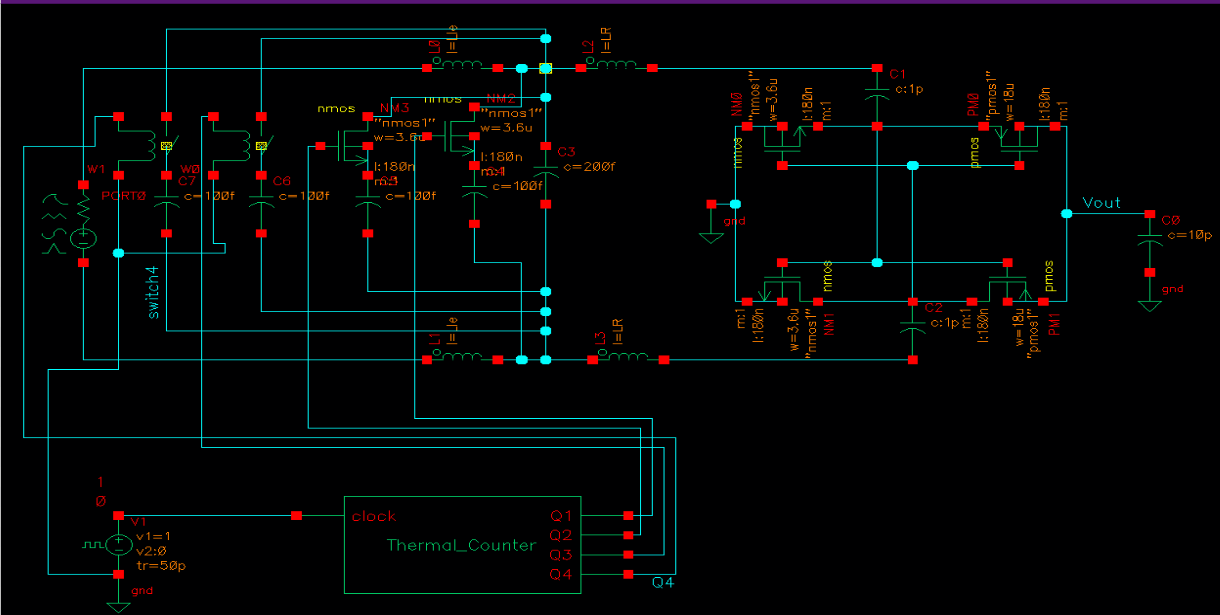 L0
l=Lie
L2
l=LR
C1
c:1p
nmos
NM3
"nmos1"
w=3.6u
l:180n
m:1
nmos
NM2
"nmos1"
w=3.6u
l:180n
m:1
NM0
"nmos1"
w=3.6u
l:180n
m:1
nmos
PM0
"pmos1"
w=18u
l:180n
m:1
pmos
W1
PORT0
C7
c=100f
W0
C6
c=100f
c=100f
c=100f
C3
c=200f
gnd
Vout
C0
c=10p
gnd
switch4
L1
l=Lie
L3
l=LR
m:1
l:180n
w=3.6u
"nmos1"
NM1
nmos
C2
c:1p
m:1
l:180n
w=18u
"pmos1"
PM1
pmos
1
0
V1
v1=1
v2:0
tr=50p
gnd
clock
Thermal_Counter
Q1
Q2
Q3
Q4
Q4